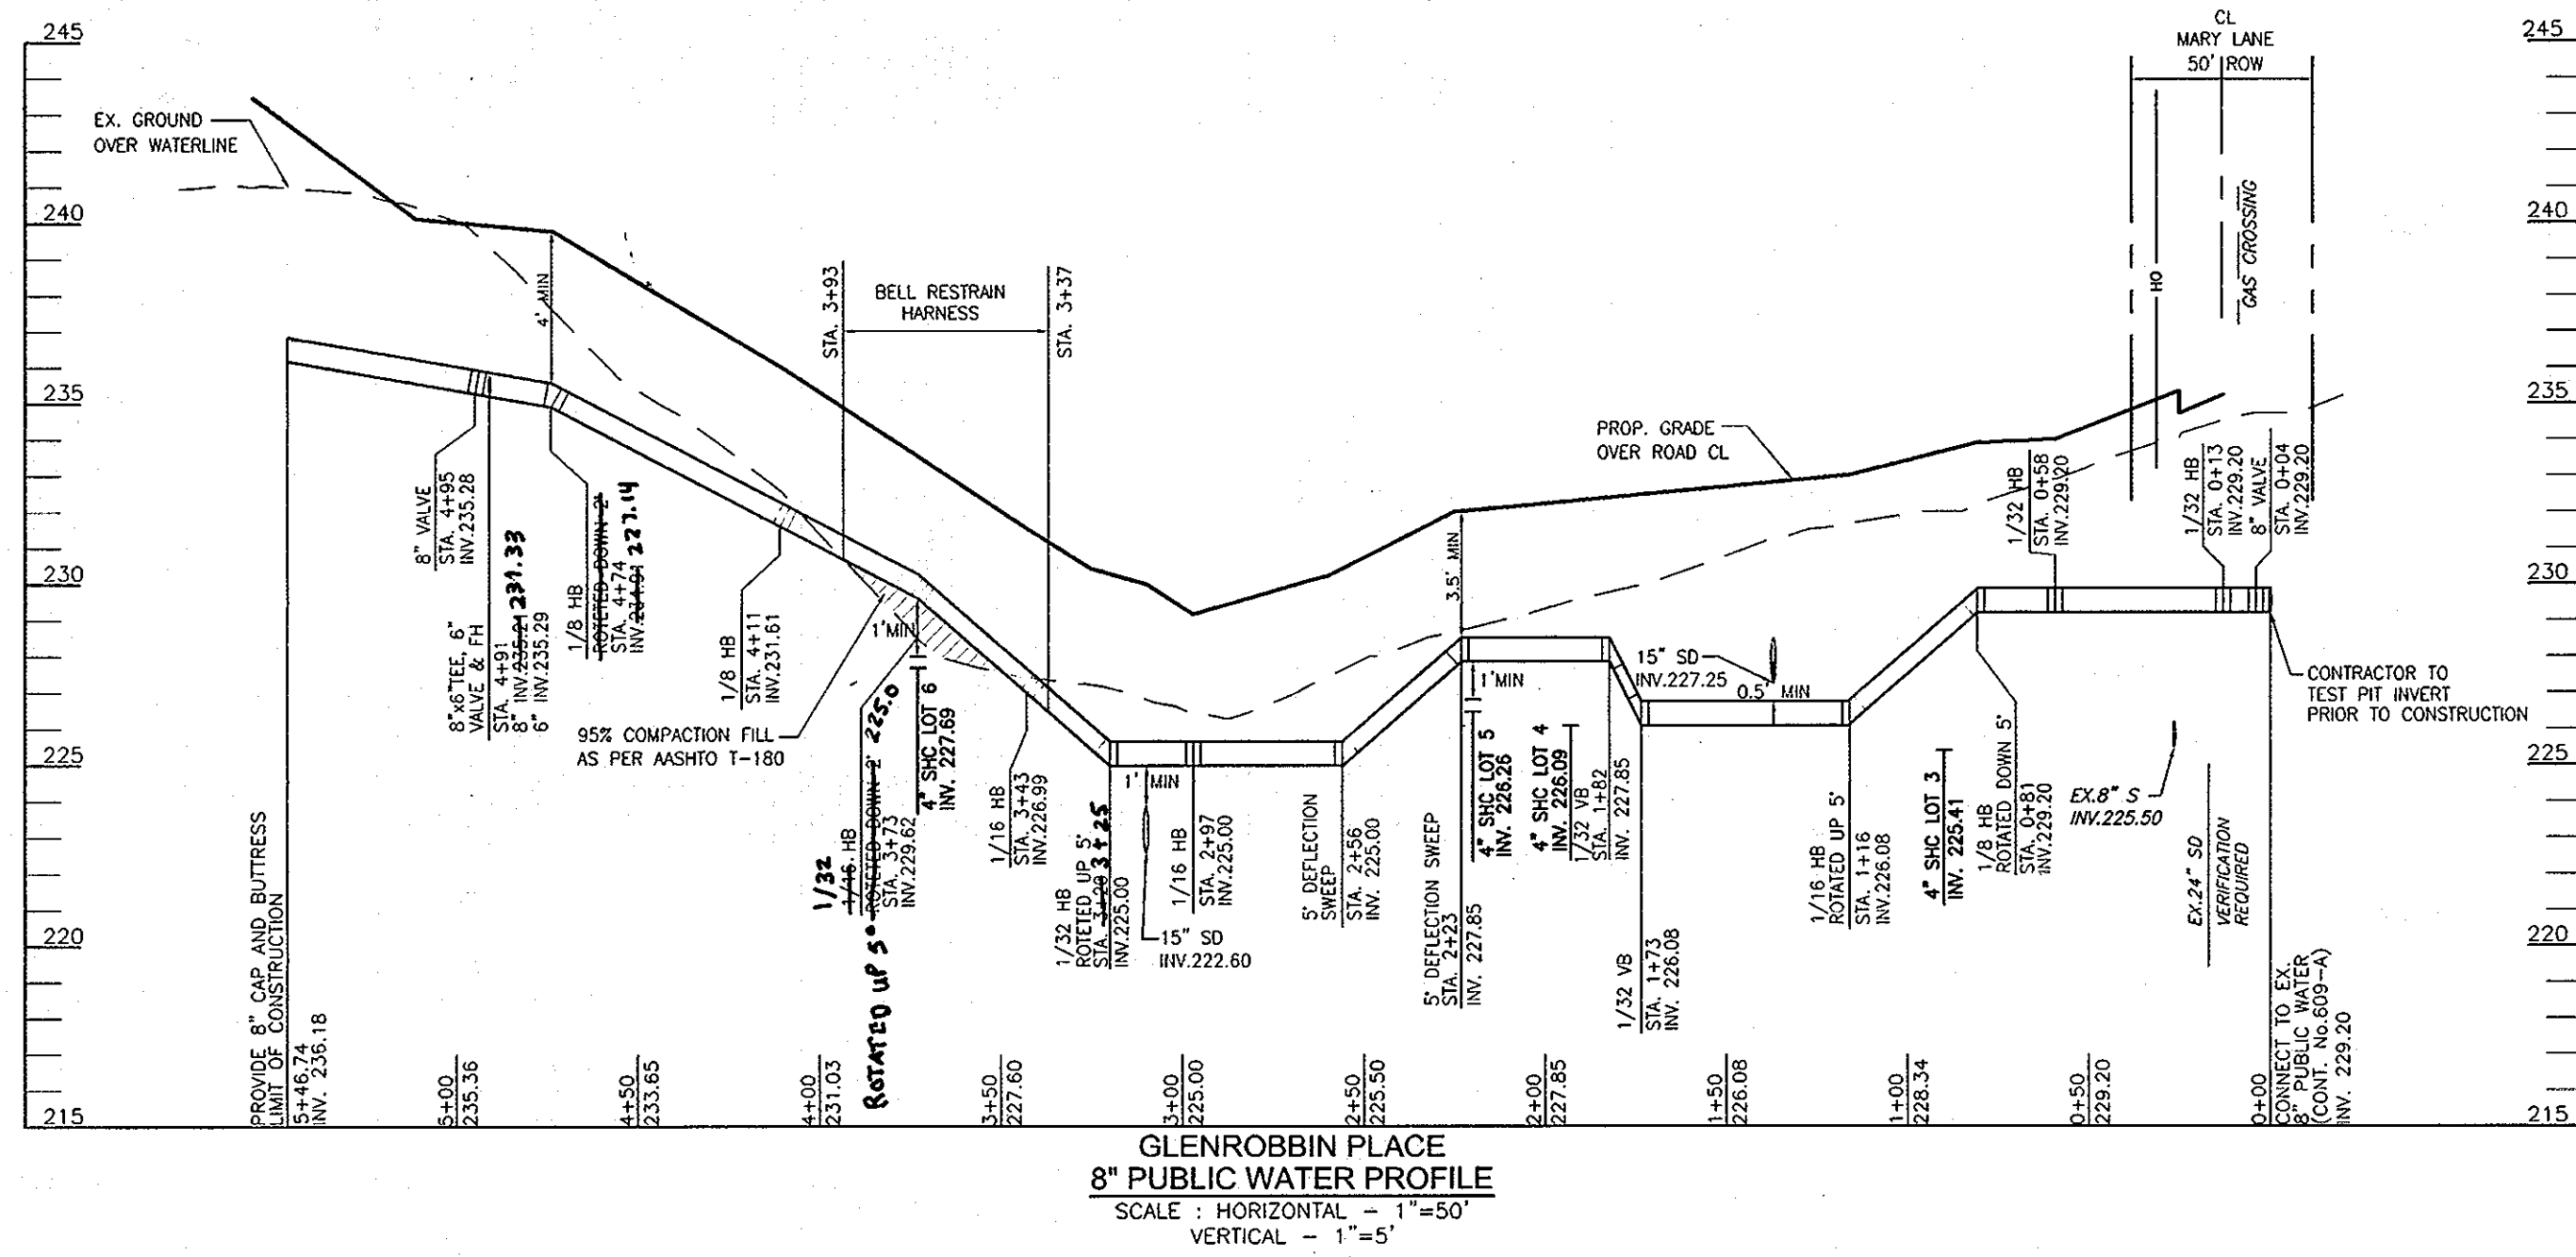 245
240
235
230
225
220
215
EX. GROUND
OVER WATERLINE
4' MIN
STA. 3+93
BELL RESTRAIN
HARNESS
STA. 3+37
CL
MARY LANE
50' ROW
OH
GAS CROSSING
245
240
235
230
225
220
215
PROP. GRADE
OVER ROAD CL
8" VALVE
STA. 4+95
INV.235.28
8"x6"TEE, 6"
VALVE & FH
STA. 4+91
8" INV.235.21
6" INV.235.29
1/8 HB
ROTETED DOWN 2°
STA. 4+74
INV.234.91 227.14
1/8 HB
STA. 4+11
INV.231.61
95% COMPACTION FILL
AS PER AASHTO T-180
1'MIN
1/32
1/16 HB
ROTETED DOWN 2° 225.0
ROTATED UP 5°
STA. 3+73
INV.229.62
4" SHC LOT 6
INV. 227.69
1/16 HB
STA. 3+43
INV.226.99
1/32 HB
ROTETED UP 5°
STA. 3+20 3+25
INV.225.00
1' MIN
15" SD
INV.222.60
1/16 HB
STA. 2+97
INV.225.00
5° DEFLECTION
SWEEP
STA. 2+56
INV. 225.00
3.5' MIN
1'MIN
5° DEFLECTION SWEEP
STA. 2+23
INV. 227.85
4" SHC LOT 5
INV. 226.26
4" SHC LOT 4
INV. 226.09
1/32 VB
STA. 1+82
INV. 227.85
1/32 VB
STA. 1+73
INV. 226.08
15" SD
INV.227.25
0.5' MIN
1/16 HB
ROTATED UP 5°
STA. 1+16
INV.226.08
4" SHC LOT 3
INV. 225.41
1/8 HB
ROTATED DOWN 5°
STA. 0+81
INV.229.20
1/32 HB
STA. 0+58
INV.229.20
EX.8" S
INV.225.50
EX.24" SD
VERIFICATION
REQUIRED
1/32 HB
STA. 0+13
INV.229.20
8" VALVE
STA. 0+04
INV.229.20
CONTRACTOR TO
TEST PIT INVERT
PRIOR TO CONSTRUCTION
PROVIDE 8" CAP AND BUTTRESS
LIMIT OF CONSTRUCTION
5+46.74
INV. 236.18
5+00
235.36
4+50
233.65
4+00
231.03
3+50
227.60
3+00
225.00
2+50
225.50
2+00
227.85
1+50
226.08
1+00
228.34
0+50
229.20
0+00
CONNECT TO EX.
8" PUBLIC WATER
(CONT. No.609-A)
INV. 229.20
GLENROBBIN PLACE
8" PUBLIC WATER PROFILE
SCALE : HORIZONTAL - 1"=50'
VERTICAL - 1"=5'